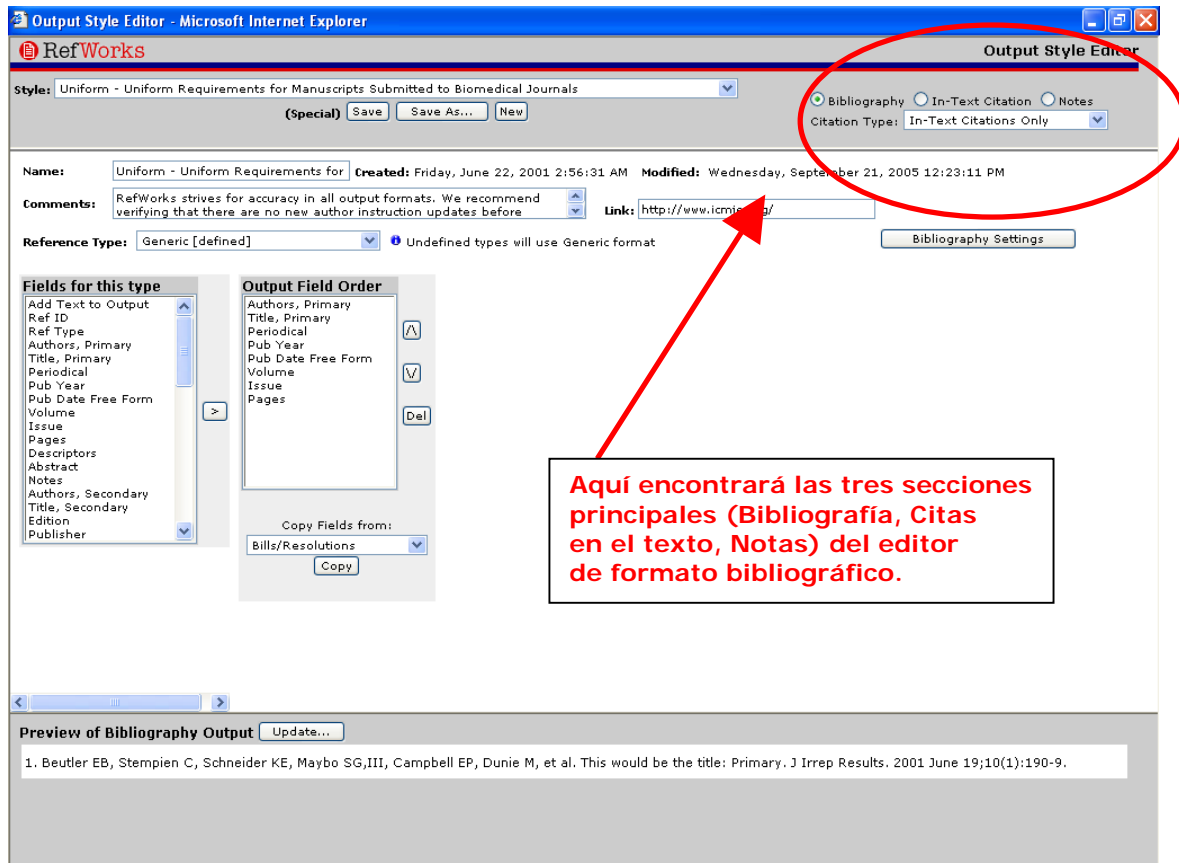 Output Style Editor - Microsoft Internet Explorer
RefWorks
Output Style Editor
Style: Uniform - Uniform Requirements for Manuscripts Submitted to Biomedical Journals
(Special) Save Save As... New
Bibliography In-Text Citation Notes
Citation Type: In-Text Citations Only
Name: Uniform - Uniform Requirements for Created: Friday, June 22, 2001 2:56:31 AM Modified: Wednesday, September 21, 2005 12:23:11 PM
Comments: RefWorks strives for accuracy in all output formats. We recommend
verifying that there are no new author instruction updates before
Link: http://www.icmje.org/
Reference Type: Generic [defined] Undefined types will use Generic format
Bibliography Settings
Fields for this type
Add Text to Output
Ref ID
Ref Type
Authors, Primary
Title, Primary
Periodical
Pub Year
Pub Date Free Form
Volume
Issue
Pages
Descriptors
Abstract
Notes
Authors, Secondary
Title, Secondary
Edition
Publisher
>
Output Field Order
Authors, Primary
Title, Primary
Periodical
Pub Year
Pub Date Free Form
Volume
Issue
Pages
/\
\/
Del
Copy Fields from:
Bills/Resolutions
Copy
Aquí encontrará las tres secciones
principales (Bibliografía, Citas
en el texto, Notas) del editor
de formato bibliográfico.
Preview of Bibliography Output Update...
1. Beutler EB, Stempien C, Schneider KE, Maybo SG,III, Campbell EP, Dunie M, et al. This would be the title: Primary. J Irrep Results. 2001 June 19;10(1):190-9.